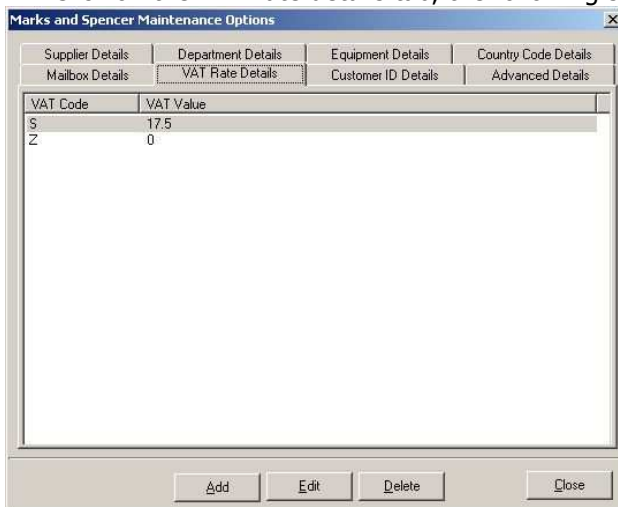 Marks and Spencer Maintenance Options
Supplier Details Department Details Equipment Details Country Code Details
Mailbox Details VAT Rate Details Customer ID Details Advanced Details
VAT Code VAT Value
S 17.5
Z 0
Add Edit Delete Close